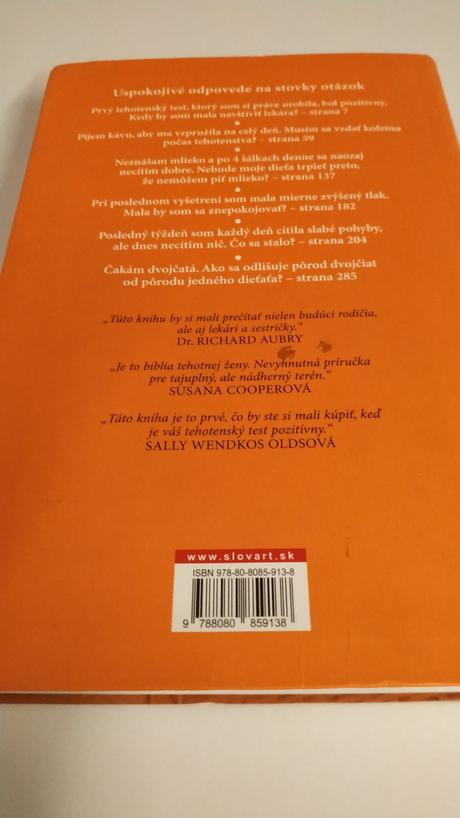 Uspokojivé odpovede na stovky otázok
Prvý tehotenský test, ktorý som si práve urobila, bol pozitívny.
Kedy by som mala navštíviť lekára? – strana 7
Pijem kávu, aby ma vzpružila na celý deň. Musím sa vzdať kofeínu
počas tehotenstva? – strana 59
Neznášam mlieko a po 4 šálkach denne sa naozaj
necítim dobre. Nebude moje dieťa trpieť preto,
že nemôžem piť mlieko? – strana 137
Pri poslednom vyšetrení som mala mierne zvýšený tlak.
Mala by som sa znepokojovať? – strana 182
Posledný týždeň som každý deň cítila slabé pohyby,
ale dnes necítim nič. Čo sa stalo? – strana 204
Čakám dvojčatá. Ako sa odlišuje pôrod dvojčiat
od pôrodu jedného dieťaťa? – strana 285
„Túto knihu by si mali prečítať nielen budúci rodičia,
ale aj lekári a sestričky.“
Dr. RICHARD AUBRY
„Je to biblia tehotnej ženy. Nevyhnutná príručka
pre tajuplný, ale nádherný terén.“
SUSANA COOPEROVÁ
„Táto kniha je to prvé, čo by ste si mali kúpiť, keď
je váš tehotenský test pozitívny.“
SALLY WENDKOS OLDSOVÁ
www.slovart.sk
ISBN 978-80-8085-913-8
9 788080 859138